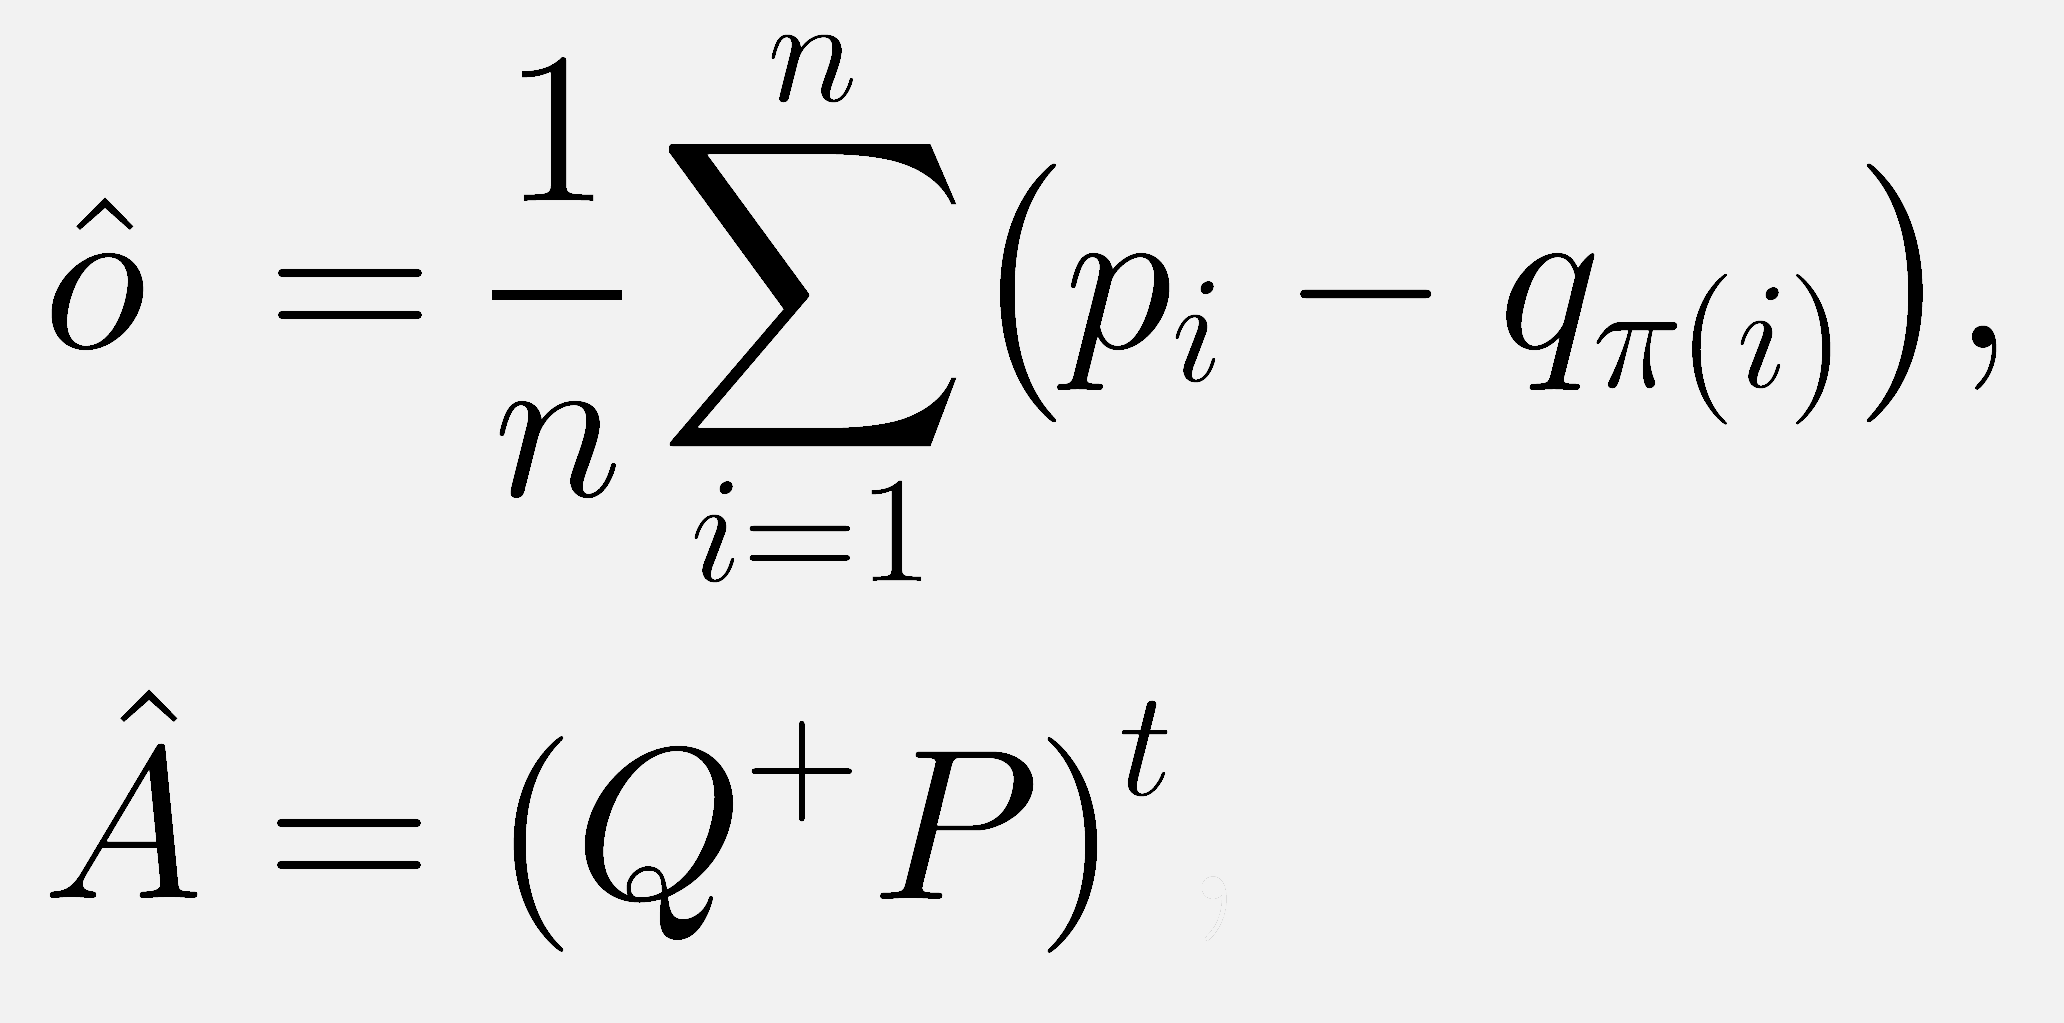 ô = 1/n ∑_{i=1}^{n} (p_i − q_{π(i)}),
Â = (Q⁺P)ᵗ